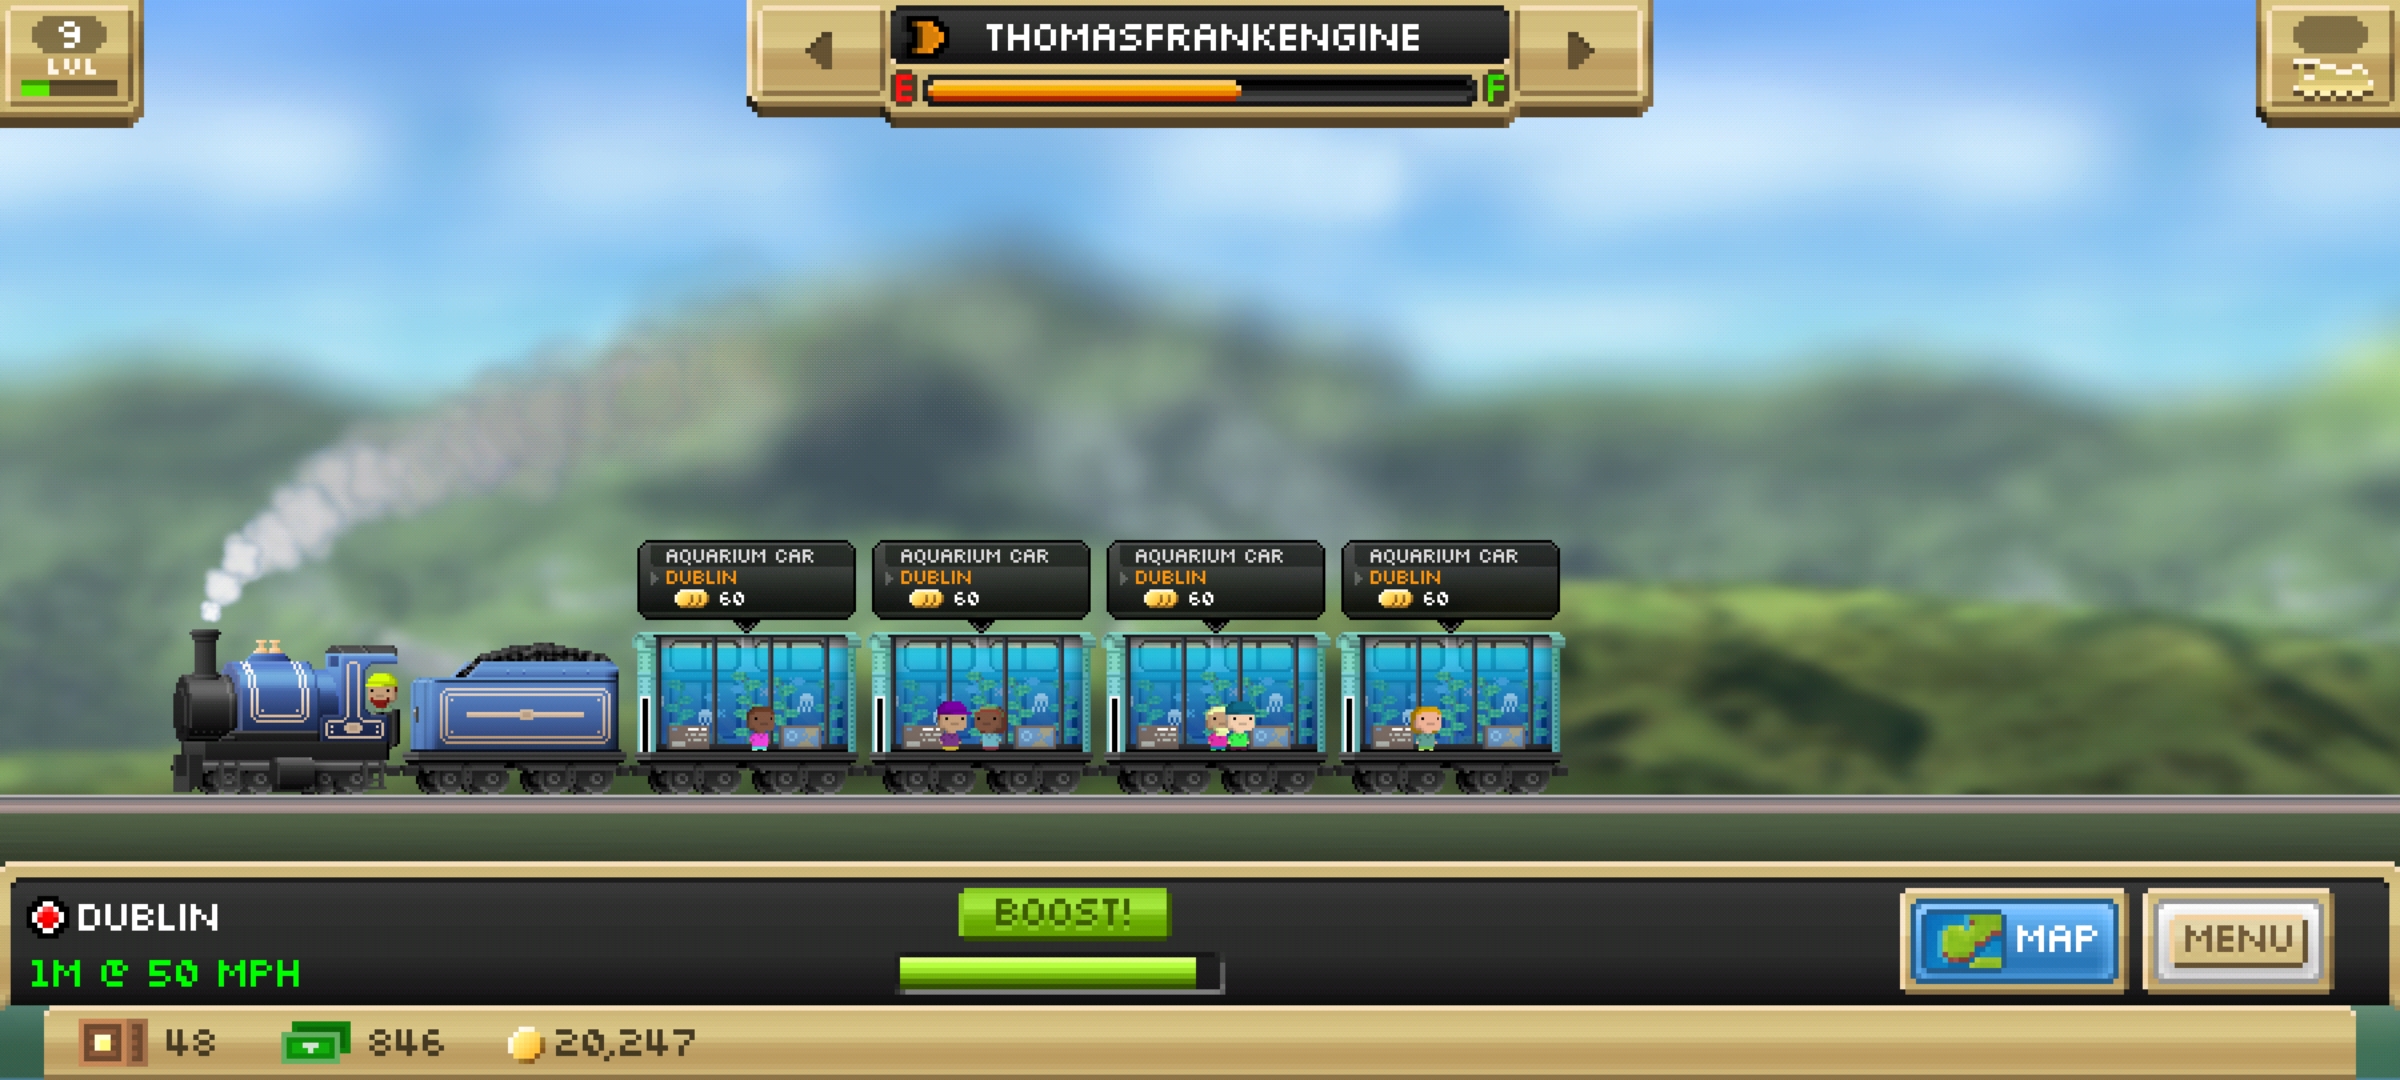 9
LVL
THOMASFRANKENGINE
E F
AQUARIUM CAR
DUBLIN
60
AQUARIUM CAR
DUBLIN
60
AQUARIUM CAR
DUBLIN
60
AQUARIUM CAR
DUBLIN
60
DUBLIN
1M @ 50 MPH
BOOST!
MAP
MENU
48
846
20,247